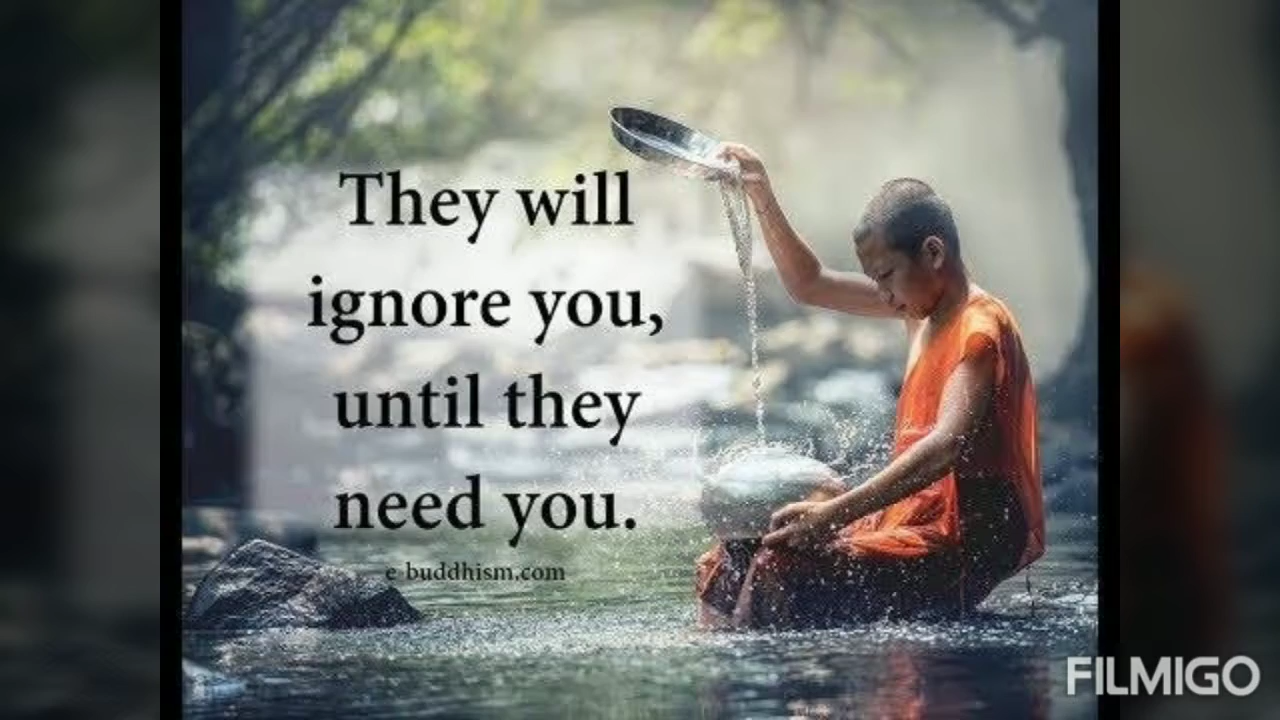 They will
ignore you,
until they
need you.
e-buddhism.com
FILMIGO